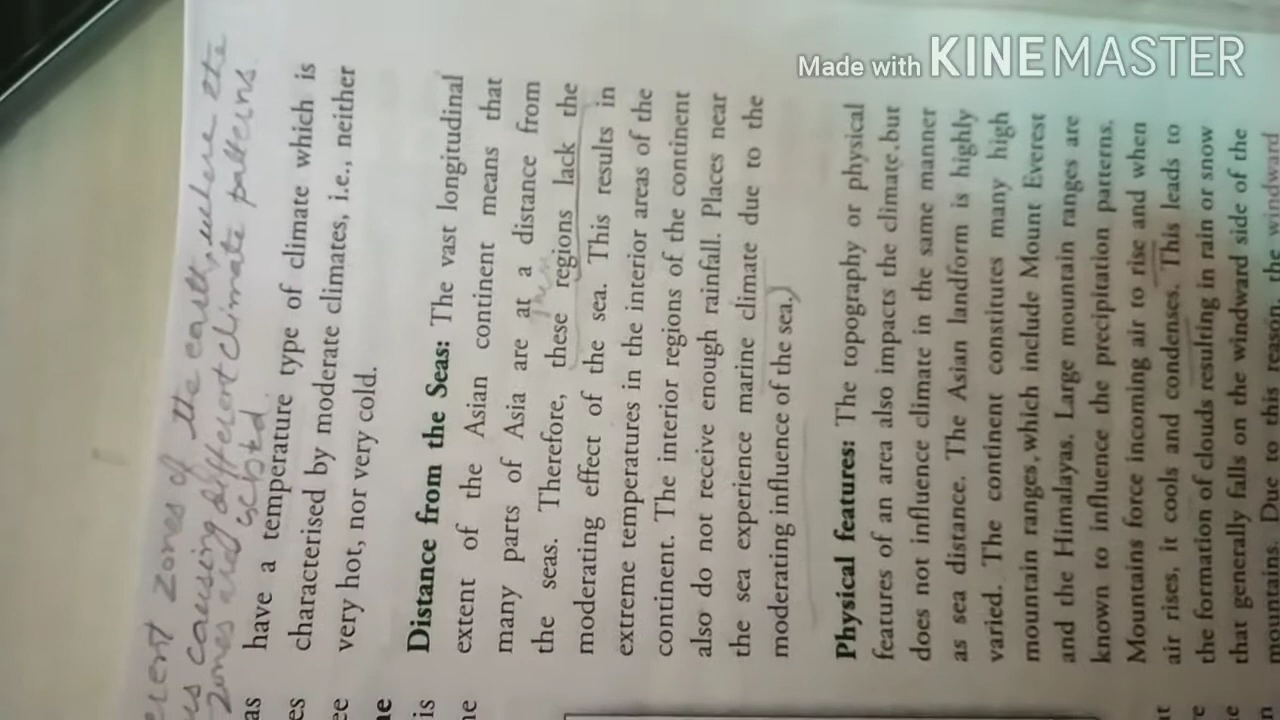 Made with KINEMASTER
zones of the earth, where the
causing different climate patterns
zones and
have a temperature type of climate which is
characterised by moderate climates, i.e., neither
very hot, nor very cold.
Distance from the Seas: The vast longitudinal
extent of the Asian continent means that
many parts of Asia are at a distance from
the seas. Therefore, these regions lack the
moderating effect of the sea. This results in
extreme temperatures in the interior areas of the
continent. The interior regions of the continent
also do not receive enough rainfall. Places near
the sea experience marine climate due to the
moderating influence of the sea.)
Physical features: The topography or physical
features of an area also impacts the climate, but
does not influence climate in the same manner
as sea distance. The Asian landform is highly
varied. The continent constitutes many high
mountain ranges, which include Mount Everest
and the Himalayas. Large mountain ranges are
known to influence the precipitation patterns.
Mountains force incoming air to rise and when
air rises, it cools and condenses. This leads to
the formation of clouds resulting in rain or snow
that generally falls on the windward side of the
mountains. Due to this reason, the windward